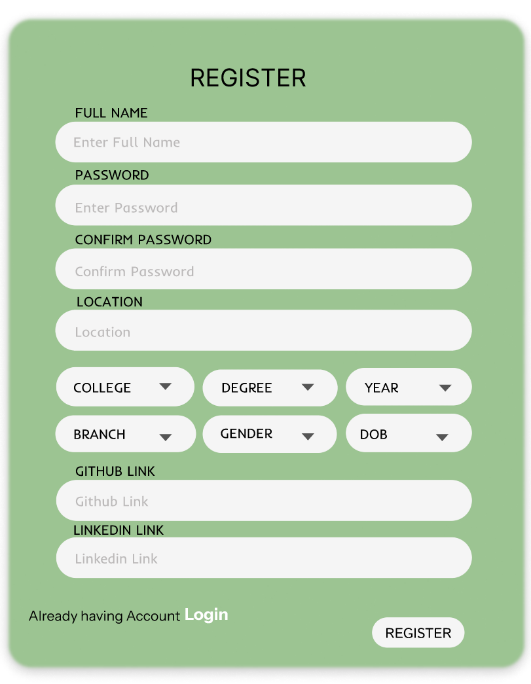 REGISTER
FULL NAME
Enter Full Name
PASSWORD
Enter Password
CONFIRM PASSWORD
Confirm Password
LOCATION
Location
COLLEGE DEGREE YEAR
BRANCH GENDER DOB
GITHUB LINK
Github Link
LINKEDIN LINK
Linkedin Link
Already having Account Login
REGISTER